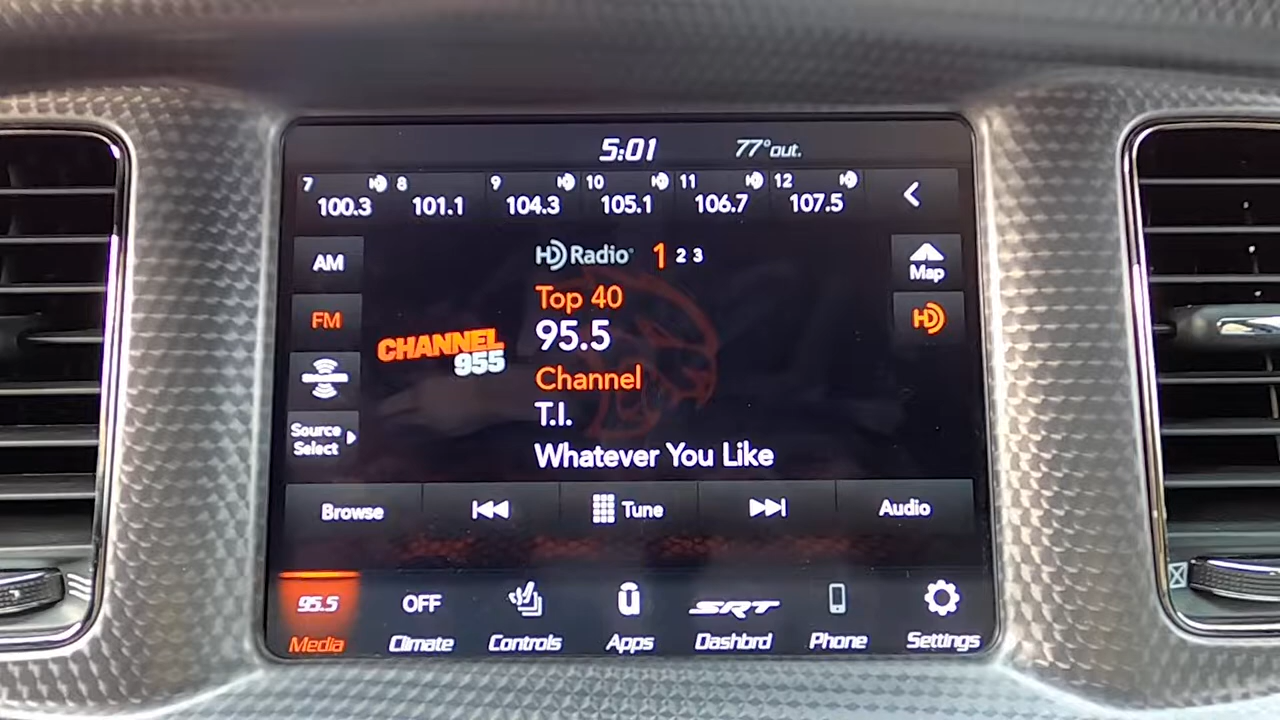 5:01 77°out.
7 8 9 10 11 12
100.3 101.1 104.3 105.1 106.7 107.5
AM
HD Radio 1 2 3
Map
Top 40
FM
95.5
HD
CHANNEL
955
Channel
T.I.
Source
Select
Whatever You Like
Browse Tune Audio
95.5 OFF ū SRT
Media Climate Controls Apps Dashbrd Phone Settings